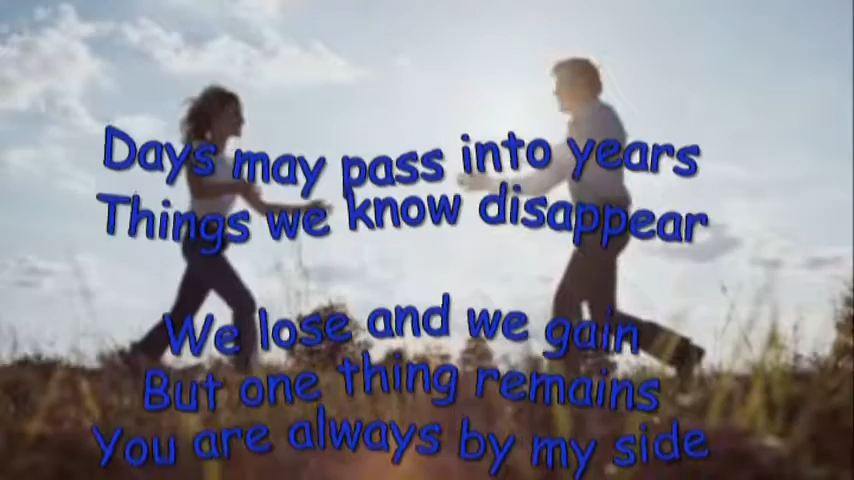 Days may pass into years
Things we know disappear
We lose and we gain
But one thing remains
You are always by my side